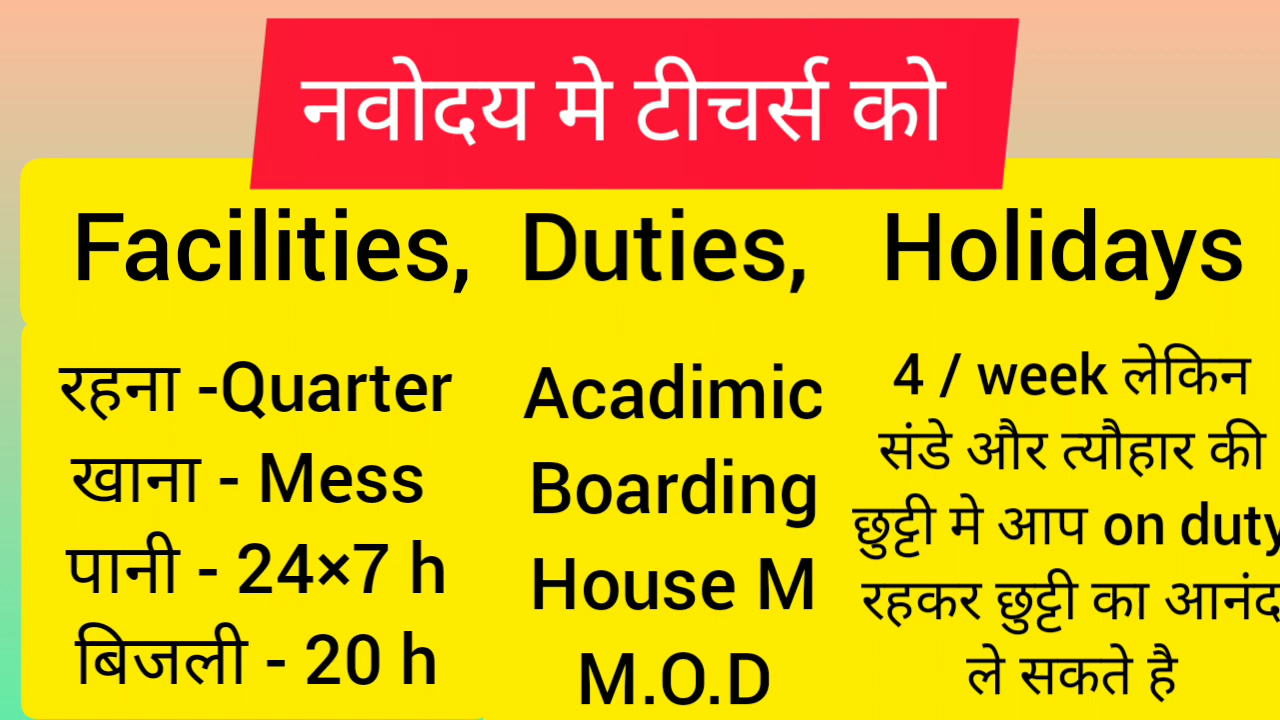 नवोदय मे टीचर्स को
Facilities, Duties, Holidays
रहना -Quarter
खाना - Mess
पानी - 24×7 h
बिजली - 20 h
Acadimic
Boarding
House M
M.O.D
4 / week लेकिन
संडे और त्यौहार की
छुट्टी मे आप on duty
रहकर छुट्टी का आनंद
ले सकते है